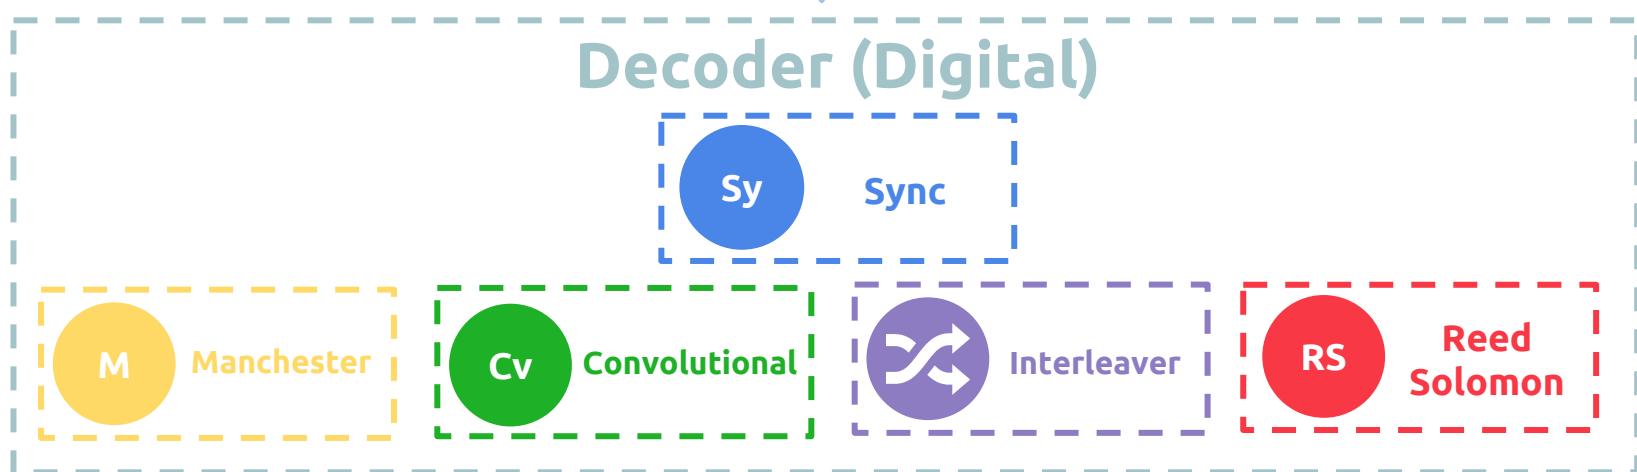 Decoder (Digital)
Sy
Sync
M
Manchester
Cv
Convolutional
Interleaver
RS
Reed
Solomon